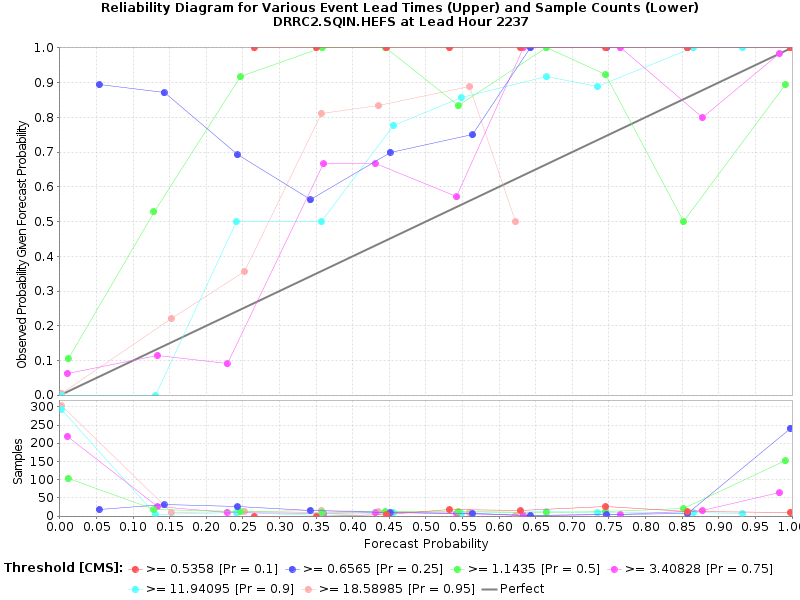 Reliability Diagram for Various Event Lead Times (Upper) and Sample Counts (Lower)
DRRC2.SQIN.HEFS at Lead Hour 2237
Observed Probability Given Forecast Probability
1.0
0.9
0.8
0.7
0.6
0.5
0.4
0.3
0.2
0.1
0.0
Samples
300
250
200
150
100
50
0
0.00 0.05 0.10 0.15 0.20 0.25 0.30 0.35 0.40 0.45 0.50 0.55 0.60 0.65 0.70 0.75 0.80 0.85 0.90 0.95 1.0
Forecast Probability
Threshold [CMS]: >= 0.5358 [Pr = 0.1] >= 0.6565 [Pr = 0.25] >= 1.1435 [Pr = 0.5] >= 3.40828 [Pr = 0.75]
>= 11.94095 [Pr = 0.9] >= 18.58985 [Pr = 0.95] Perfect